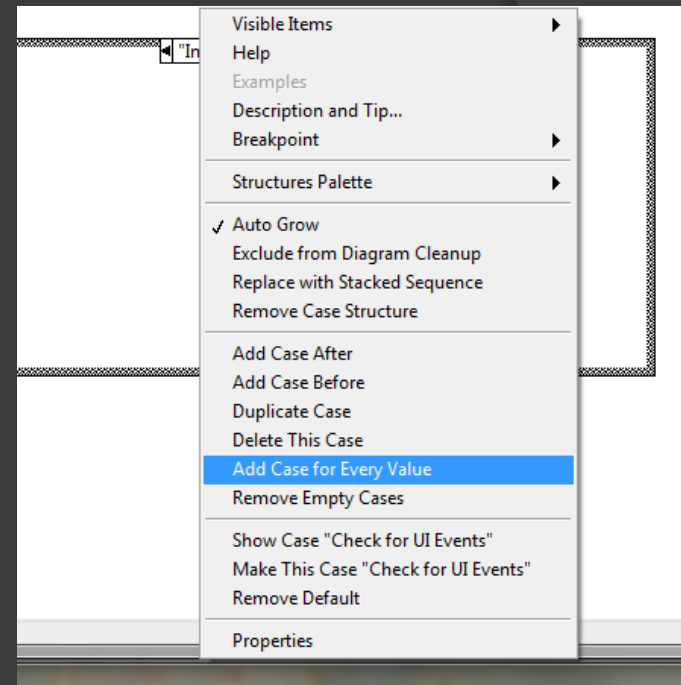 "In
Visible Items
Help
Examples
Description and Tip...
Breakpoint
Structures Palette
Auto Grow
Exclude from Diagram Cleanup
Replace with Stacked Sequence
Remove Case Structure
Add Case After
Add Case Before
Duplicate Case
Delete This Case
Add Case for Every Value
Remove Empty Cases
Show Case "Check for UI Events"
Make This Case "Check for UI Events"
Remove Default
Properties